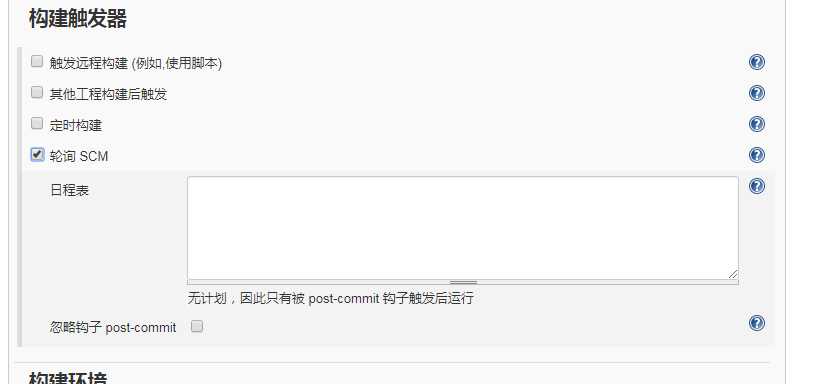 构建触发器
触发远程构建 (例如,使用脚本)
其他工程构建后触发
定时构建
轮询 SCM
日程表
无计划，因此只有被 post-commit 钩子触发后运行
忽略钩子 post-commit
构建环境